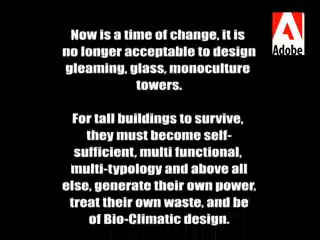 Now is a time of change, it is
no longer acceptable to design
gleaming, glass, monoculture
towers.
For tall buildings to survive,
they must become self-
sufficient, multi functional,
multi-typology and above all
else, generate their own power,
treat their own waste, and be
of Bio-Climatic design.
Adobe